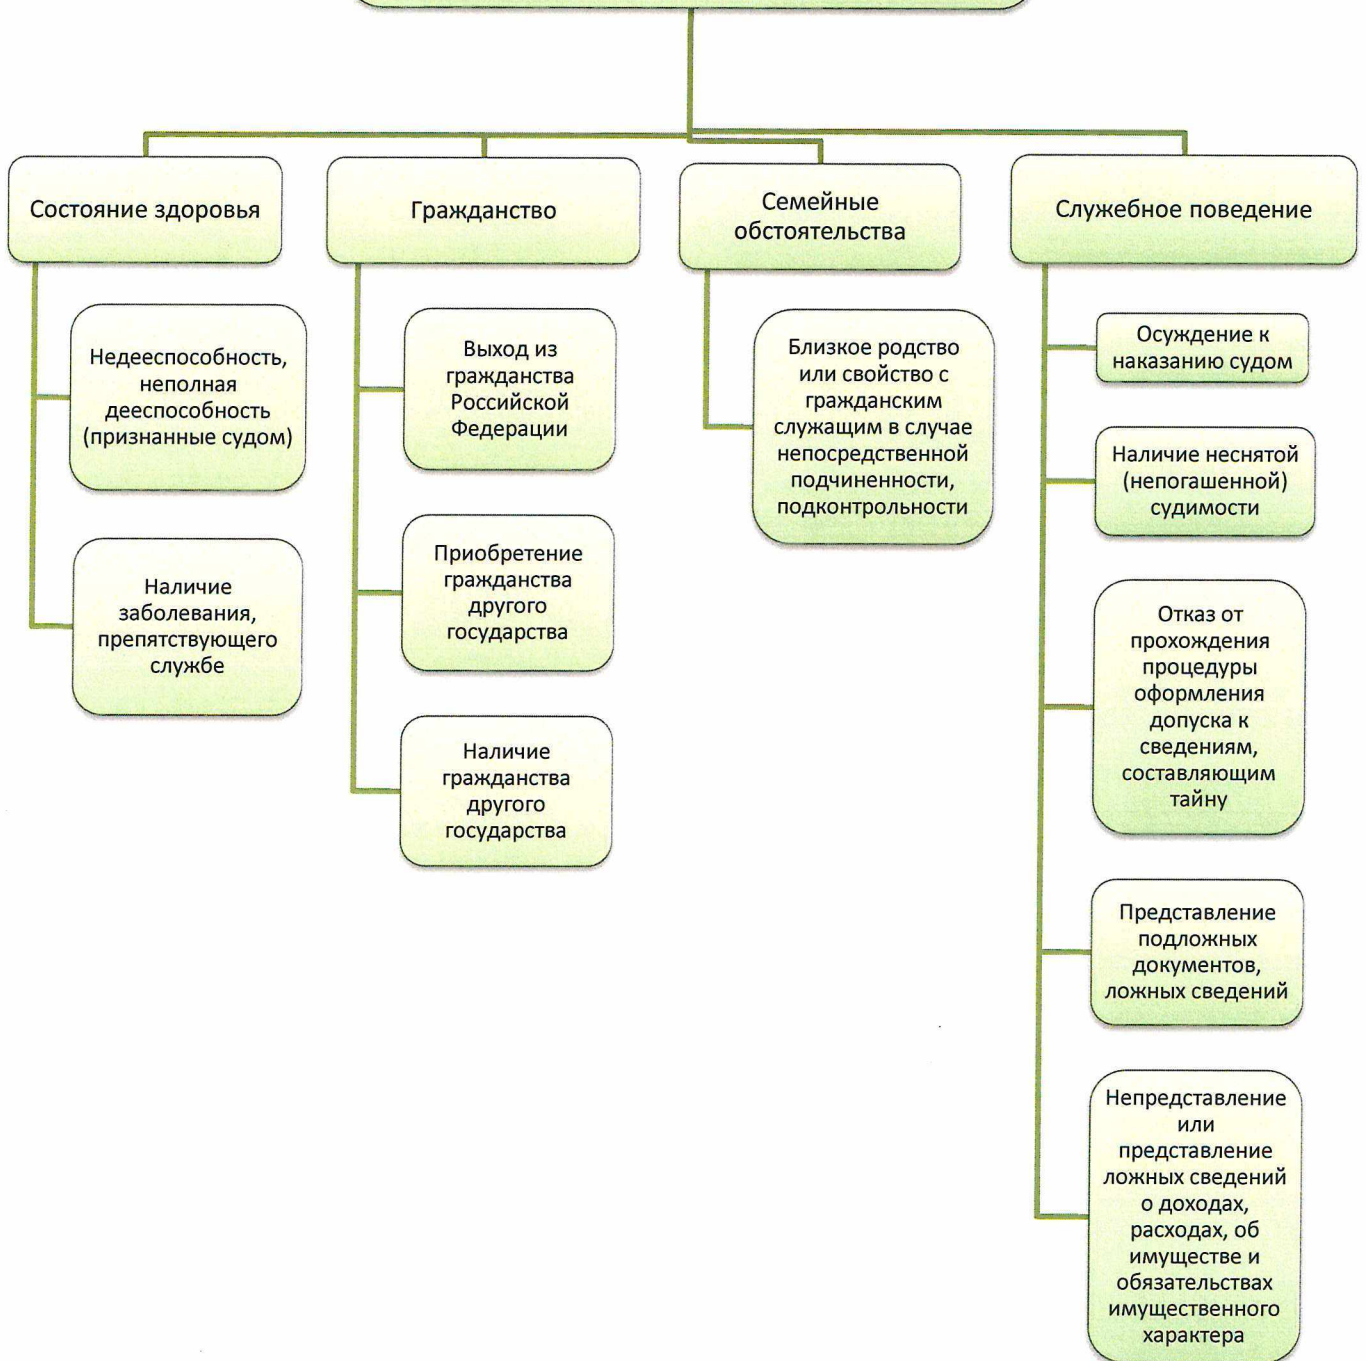 Состояние здоровья
Недееспособность,
неполная
дееспособность
(признанные судом)
Наличие
заболевания,
препятствующего
службе
Гражданство
Выход из
гражданства
Российской
Федерации
Приобретение
гражданства
другого
государства
Наличие
гражданства
другого
государства
Семейные
обстоятельства
Близкое родство
или свойство с
гражданским
служащим в случае
непосредственной
подчиненности,
подконтрольности
Служебное поведение
Осуждение к
наказанию судом
Наличие неснятой
(непогашенной)
судимости
Отказ от
прохождения
процедуры
оформления
допуска к
сведениям,
составляющим
тайну
Представление
подложных
документов,
ложных сведений
Непредставление
или
представление
ложных сведений
о доходах,
расходах, об
имуществе и
обязательствах
имущественного
характера